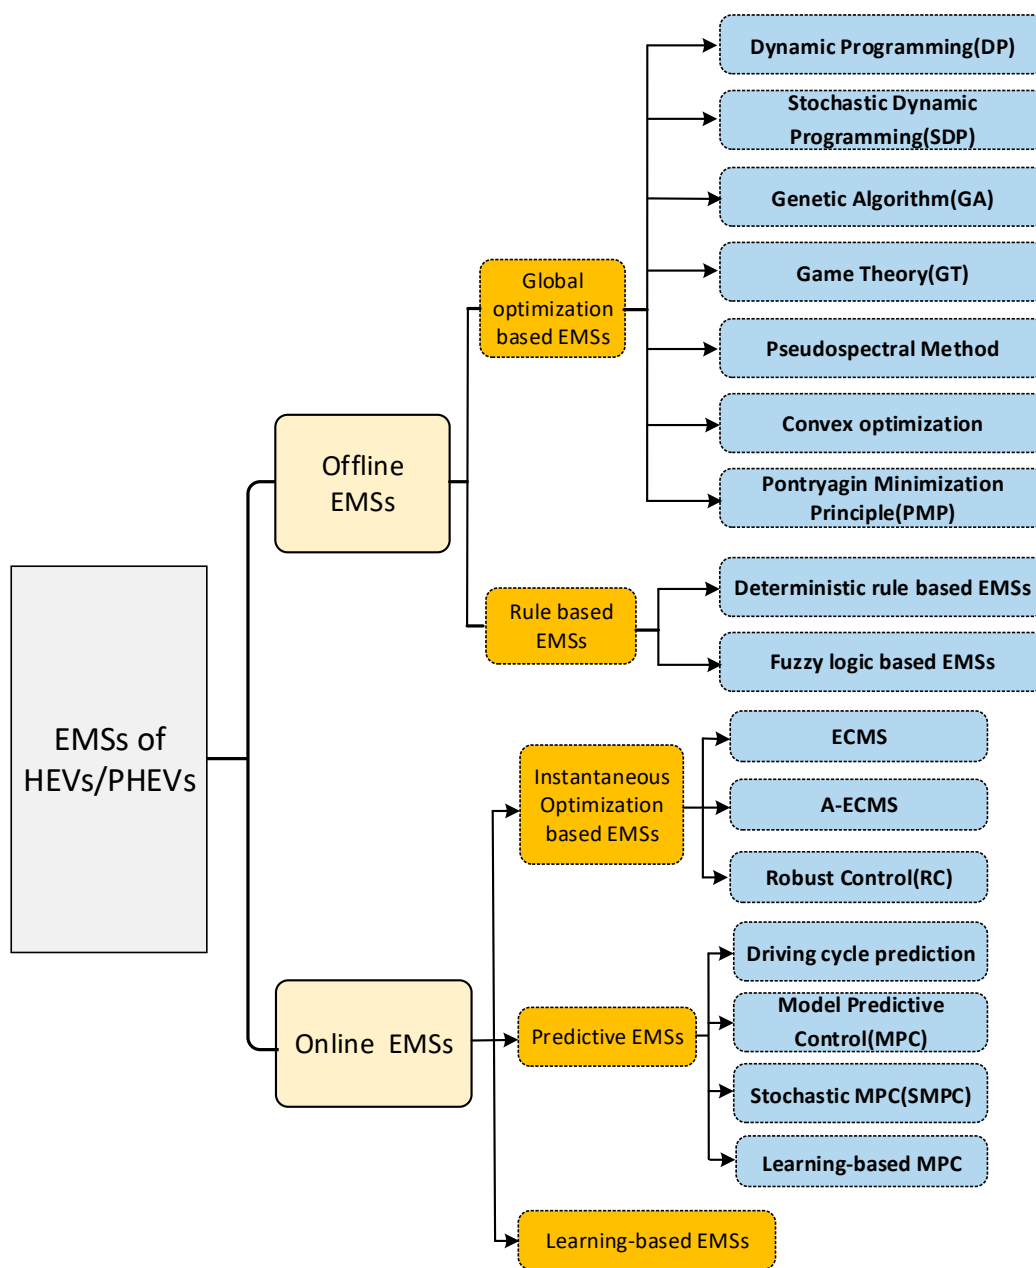 Dynamic Programming(DP)
Stochastic Dynamic
Programming(SDP)
Genetic Algorithm(GA)
Global
optimization
based EMSs
Game Theory(GT)
Pseudospectral Method
Convex optimization
Offline
EMSs
Pontryagin Minimization
Principle(PMP)
Rule based
EMSs
Deterministic rule based EMSs
Fuzzy logic based EMSs
EMSs of
HEVs/PHEVs
Instantaneous
Optimization
based EMSs
ECMS
A-ECMS
Robust Control(RC)
Online EMSs
Predictive EMSs
Driving cycle prediction
Model Predictive
Control(MPC)
Stochastic MPC(SMPC)
Learning-based MPC
Learning-based EMSs